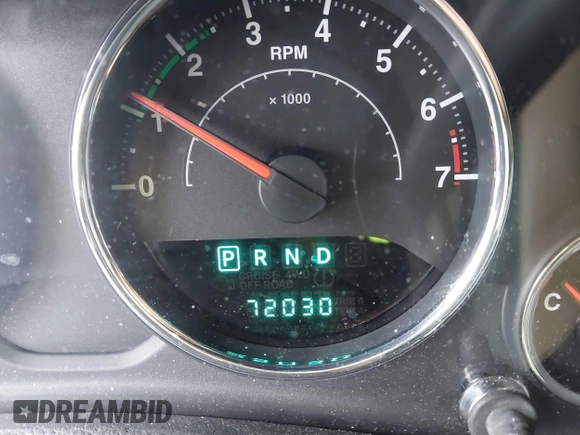 0 1 2 3 4 5 6 7
RPM
× 1000
P R N D
CRUISE 4WD
OFF ROAD
72030
C
DREAMBID